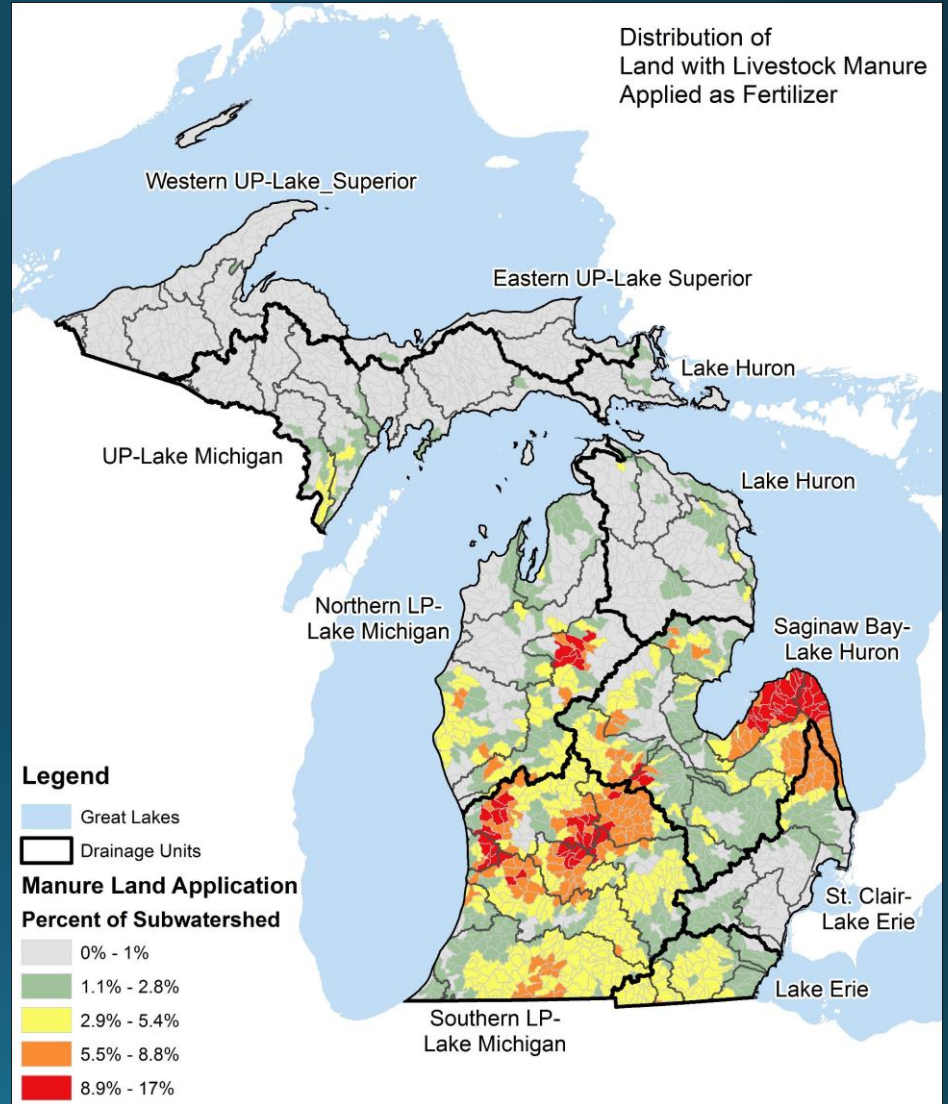 Distribution of
Land with Livestock Manure
Applied as Fertilizer
Western UP-Lake_Superior
Eastern UP-Lake Superior
Lake Huron
UP-Lake Michigan
Lake Huron
Northern LP-
Lake Michigan
Saginaw Bay-
Lake Huron
Legend
Great Lakes
Drainage Units
Manure Land Application
Percent of Subwatershed
0% - 1%
1.1% - 2.8%
2.9% - 5.4%
5.5% - 8.8%
8.9% - 17%
St. Clair-
Lake Erie
Lake Erie
Southern LP-
Lake Michigan